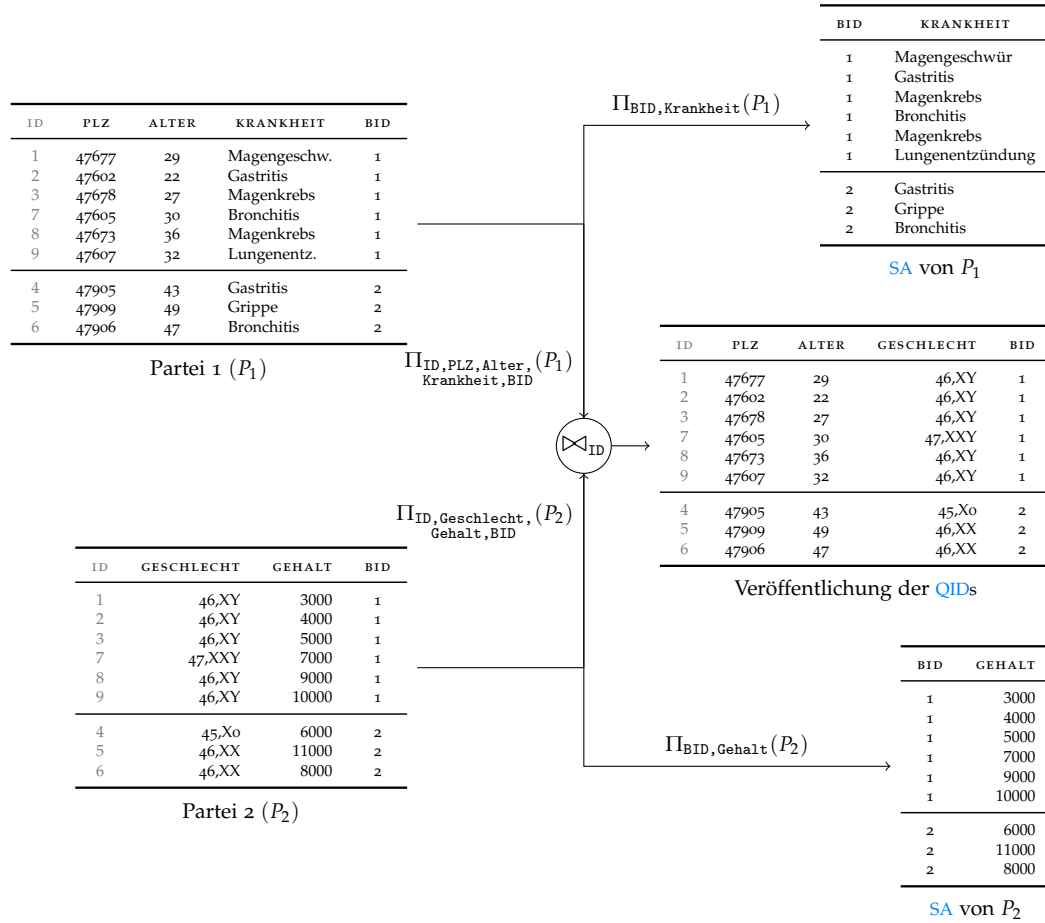 BID KRANKHEIT
1 Magengeschwür
1 Gastritis
1 Magenkrebs
1 Bronchitis
1 Magenkrebs
1 Lungenentzündung
2 Gastritis
2 Grippe
2 Bronchitis
SA von P₁
Π_BID,Krankheit(P₁)
ID PLZ ALTER KRANKHEIT BID
1 47677 29 Magengeschw. 1
2 47602 22 Gastritis 1
3 47678 27 Magenkrebs 1
7 47605 30 Bronchitis 1
8 47673 36 Magenkrebs 1
9 47607 32 Lungenentz. 1
4 47905 43 Gastritis 2
5 47909 49 Grippe 2
6 47906 47 Bronchitis 2
Partei 1 (P₁)
Π_ID,PLZ,Alter,(P₁)
Krankheit,BID
⋈_ID
ID PLZ ALTER GESCHLECHT BID
1 47677 29 46,XY 1
2 47602 22 46,XY 1
3 47678 27 46,XY 1
7 47605 30 47,XXY 1
8 47673 36 46,XY 1
9 47607 32 46,XY 1
4 47905 43 45,X0 2
5 47909 49 46,XX 2
6 47906 47 46,XX 2
Veröffentlichung der QIDs
Π_ID,Geschlecht,(P₂)
Gehalt,BID
ID GESCHLECHT GEHALT BID
1 46,XY 3000 1
2 46,XY 4000 1
3 46,XY 5000 1
7 47,XXY 7000 1
8 46,XY 9000 1
9 46,XY 10000 1
4 45,X0 6000 2
5 46,XX 11000 2
6 46,XX 8000 2
Partei 2 (P₂)
Π_BID,Gehalt(P₂)
BID GEHALT
1 3000
1 4000
1 5000
1 7000
1 9000
1 10000
2 6000
2 11000
2 8000
SA von P₂